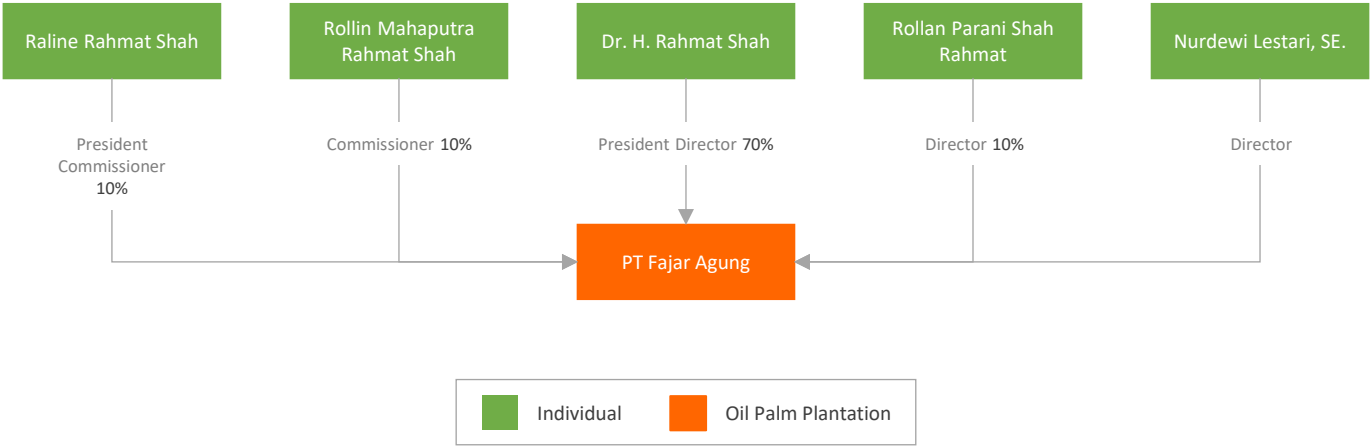 Raline Rahmat Shah
Rollin Mahaputra
Rahmat Shah
Dr. H. Rahmat Shah
Rollan Parani Shah
Rahmat
Nurdewi Lestari, SE.
President
Commissioner
10%
Commissioner 10%
President Director 70%
Director 10%
Director
PT Fajar Agung
Individual
Oil Palm Plantation